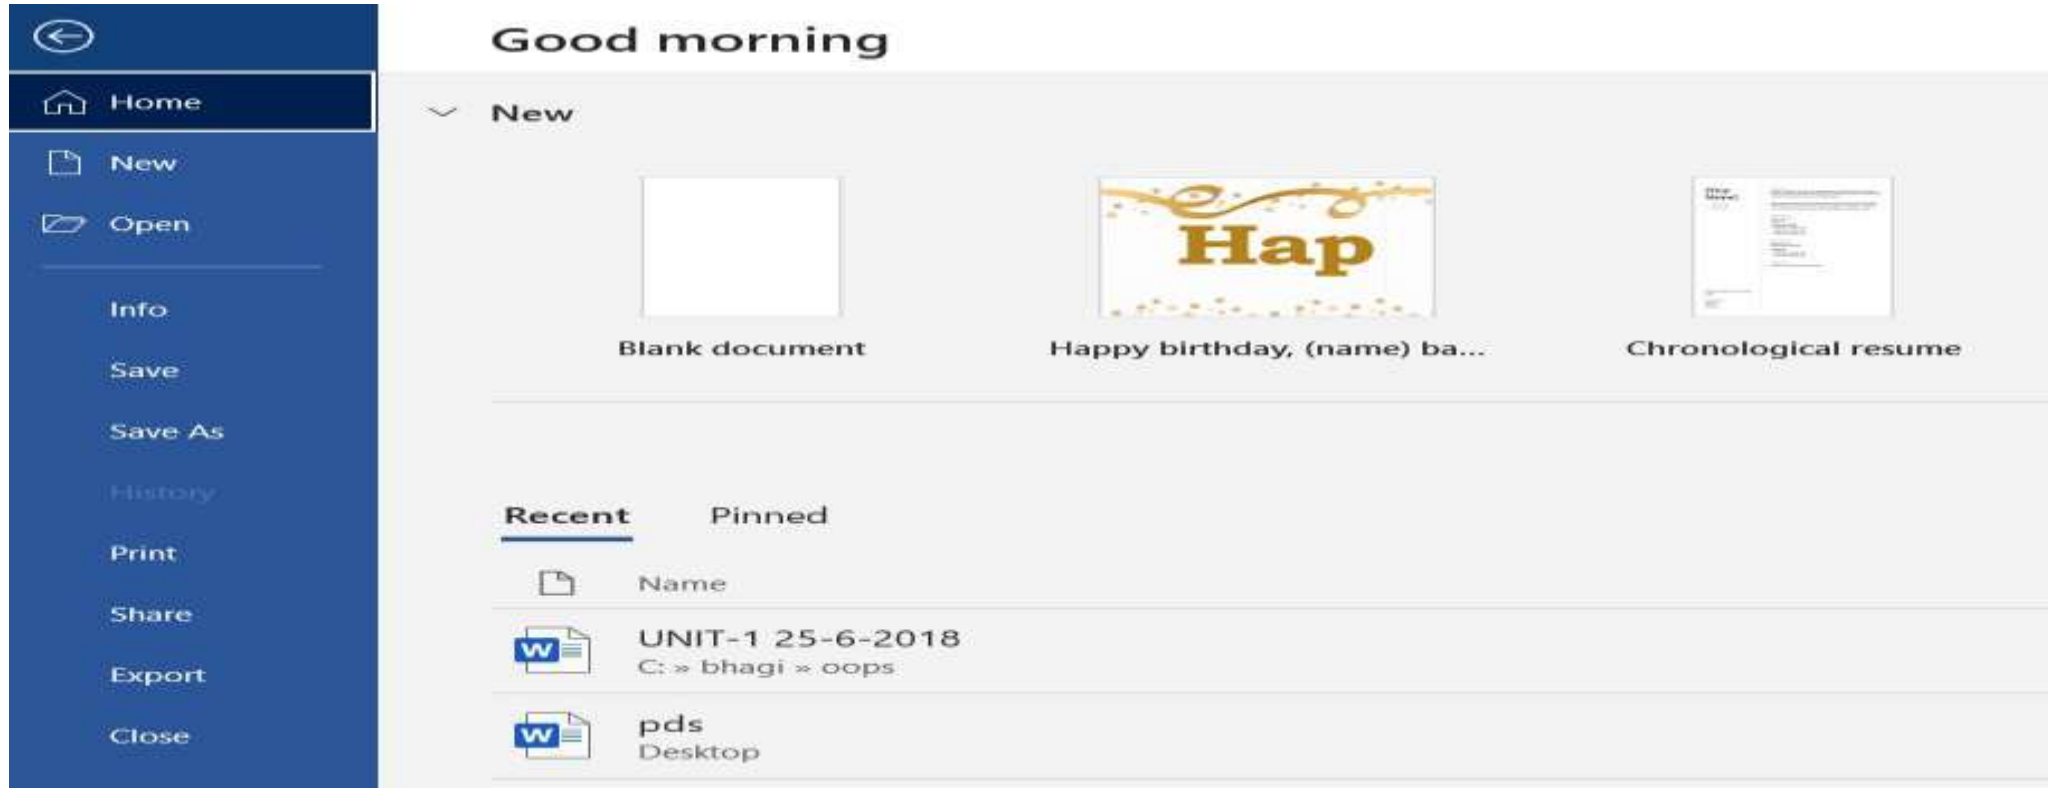 Good morning
Home
New
Open
Info
Save
Save As
History
Print
Share
Export
Close
New
Hap
Blank document
Happy birthday, (name) ba...
Chronological resume
Recent Pinned
Name
W
UNIT-1 25-6-2018
C: » bhagi » oops
W
pds
Desktop